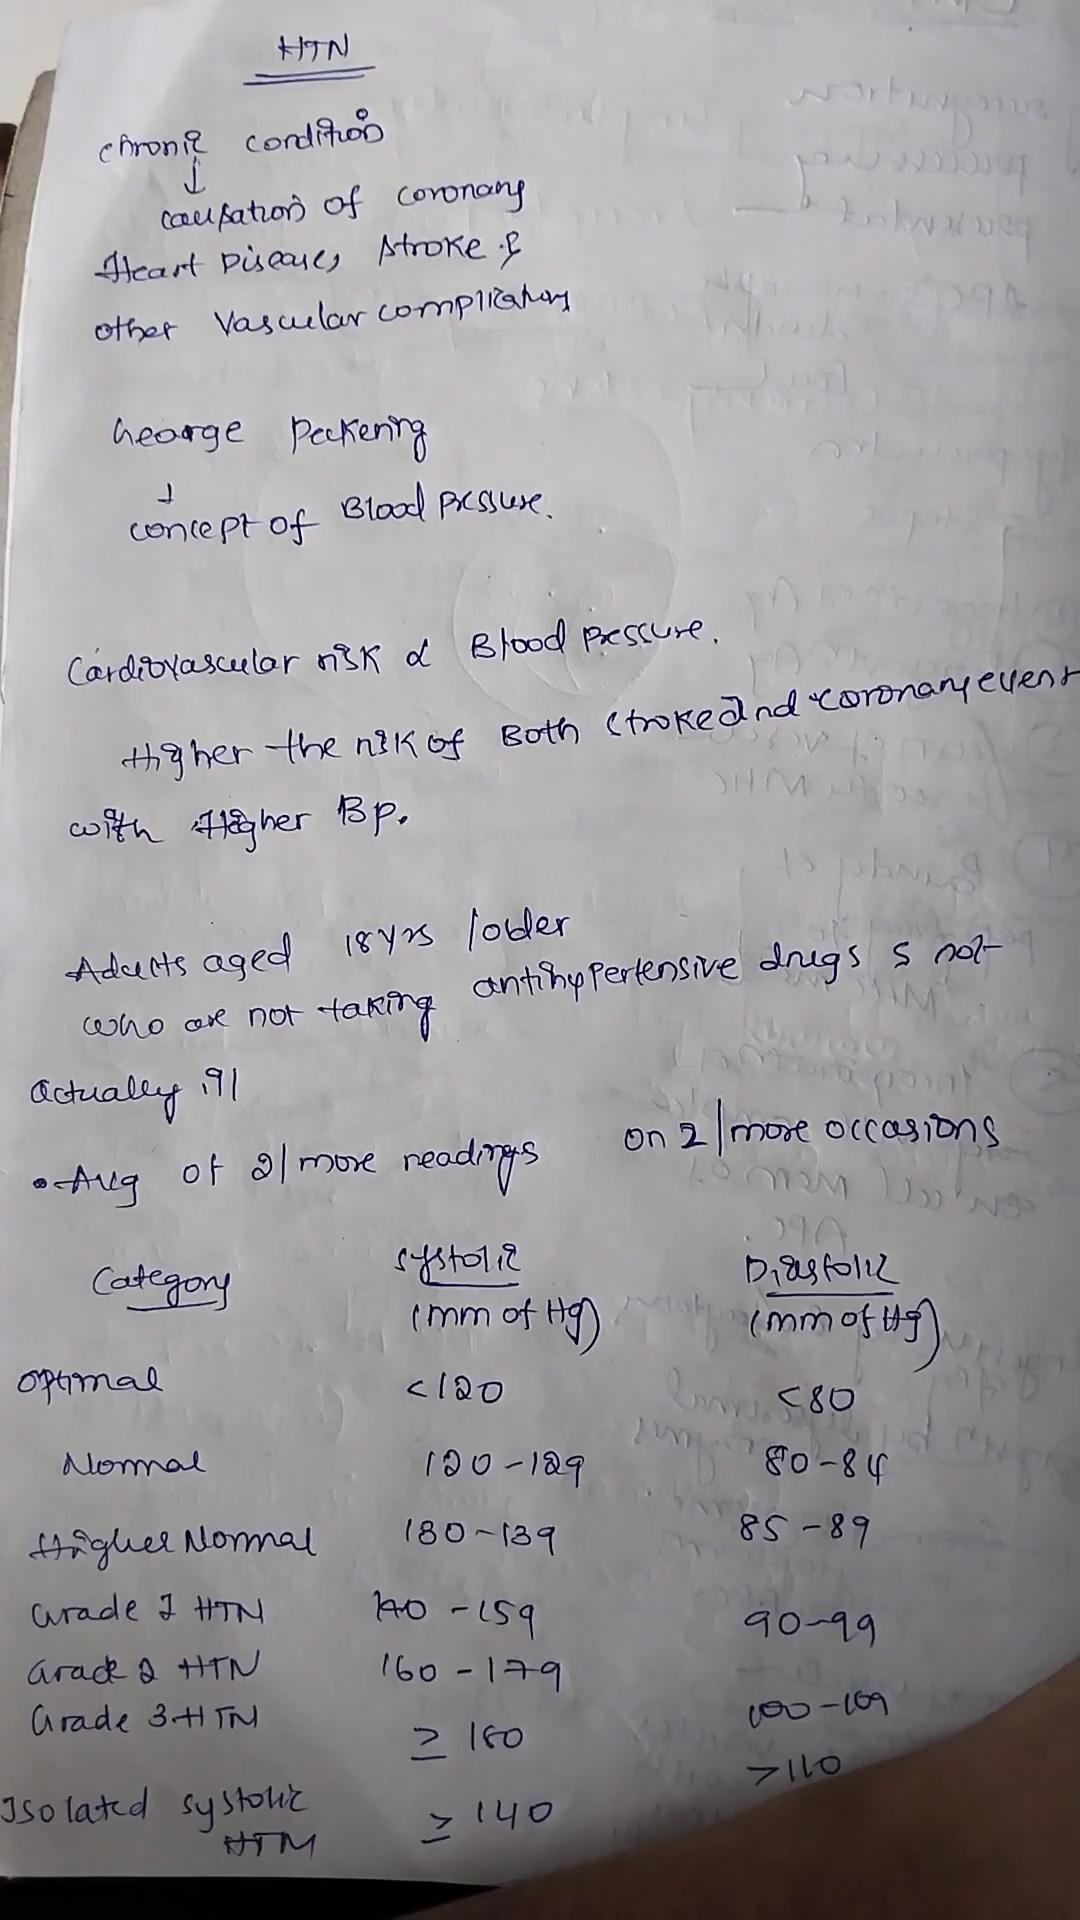 HTN
chronic condition
↓
causation of coronary
Heart Disease, stroke &
other vascular complications
George Peckering
↓
concept of Blood pressure.
Cardiovascular risk α Blood pressure.
Higher the risk of Both stroke and coronary event
with Higher Bp.
Adults aged 18yrs / older
who are not taking antihypertensive drugs s not
actually ill
• Avg of 2/more readings on 2/more occasions
Category systolic Diastolic
(mm of Hg) (mm of Hg)
optimal <120 <80
Normal 120-129 80-84
Higher Normal 130-139 85-89
Grade 1 HTN 140-159 90-99
Grade 2 HTN 160-179 100-109
Grade 3 HTN ≥ 180 >110
Isolated systolic ≥ 140
HTN